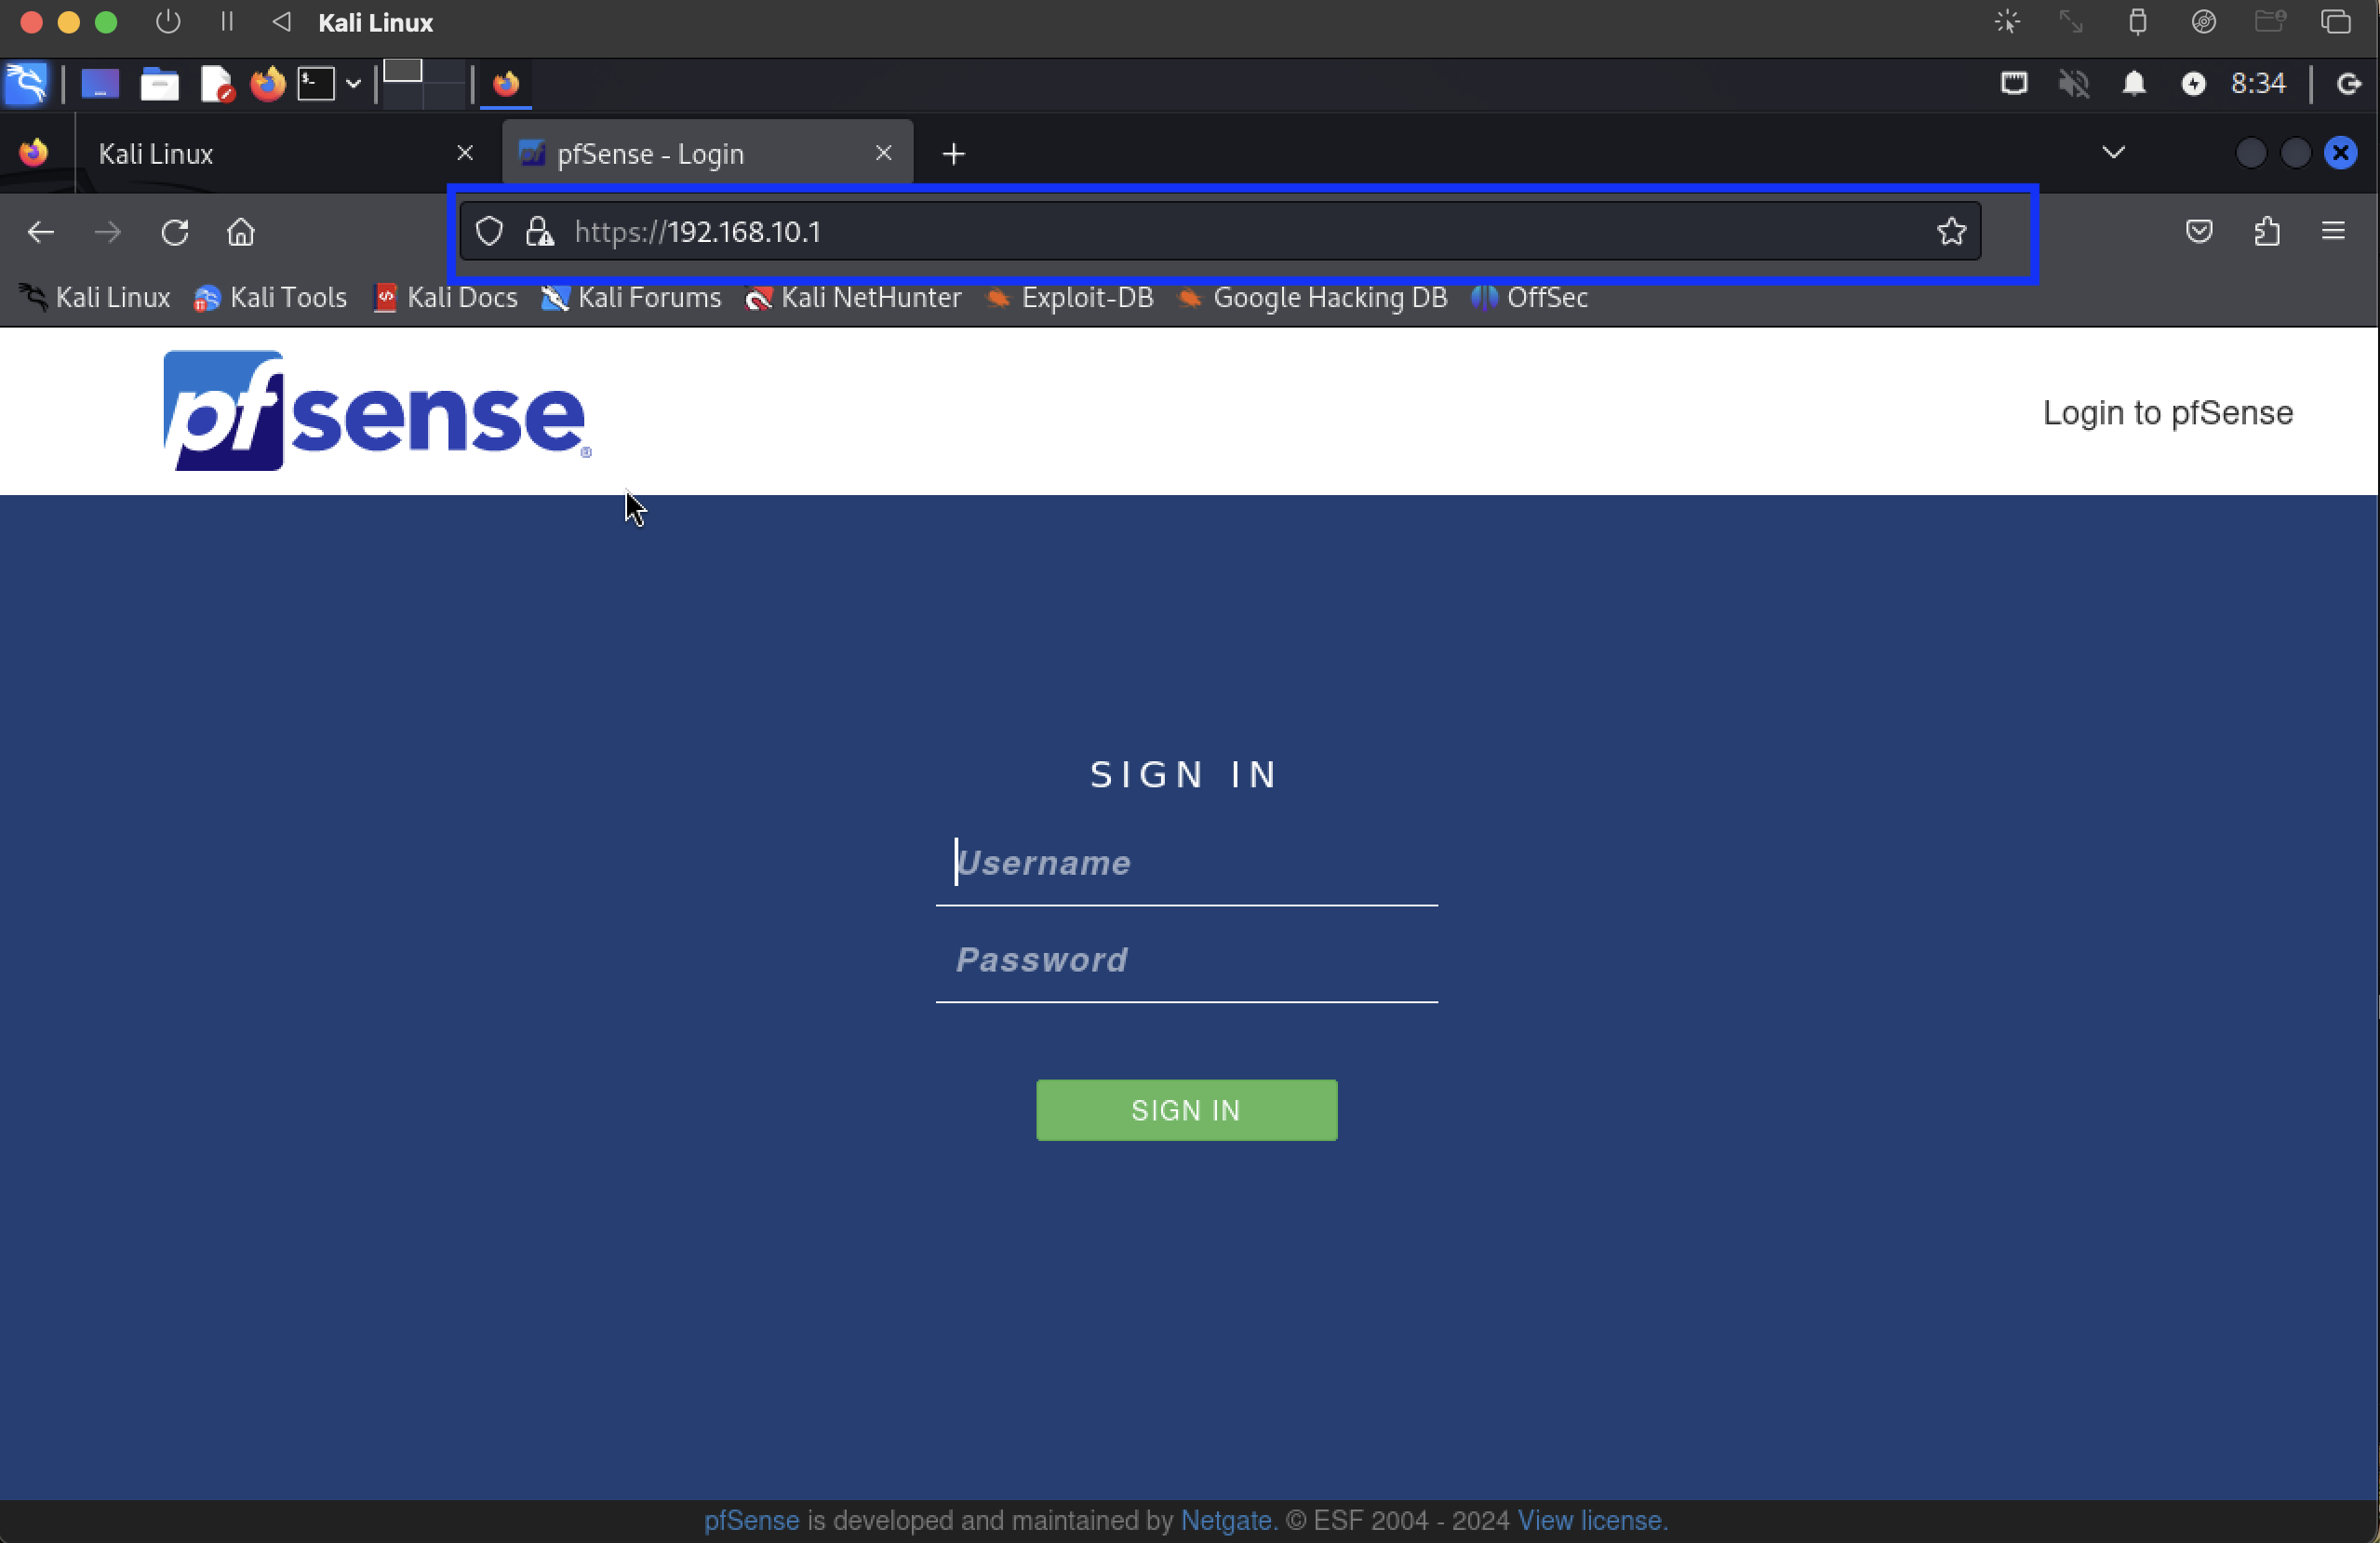 Kali Linux
8:34
Kali Linux
pfSense - Login
https://192.168.10.1
Kali Linux Kali Tools Kali Docs Kali Forums Kali NetHunter Exploit-DB Google Hacking DB OffSec
pfsense®
Login to pfSense
SIGN IN
Username
Password
SIGN IN
pfSense is developed and maintained by Netgate. © ESF 2004 - 2024 View license.